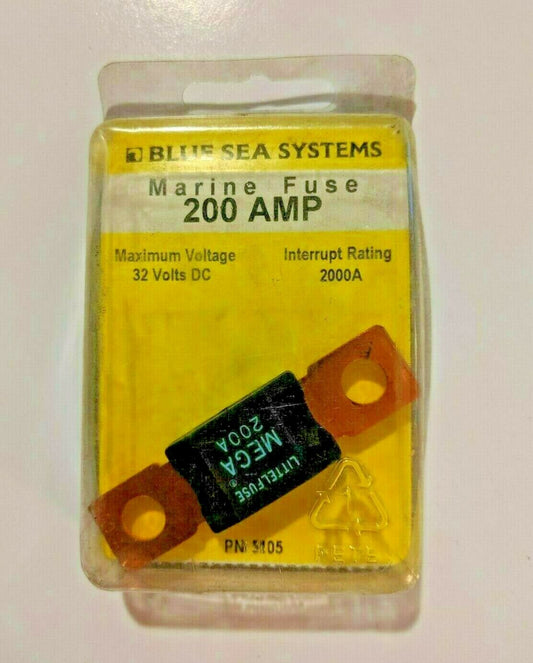 BLUE SEA SYSTEMS
Marine Fuse
200 AMP
Maximum Voltage
32 Volts DC
Interrupt Rating
2000A
LITTELFUSE®
MEGA
200A
PN 5105
PETE